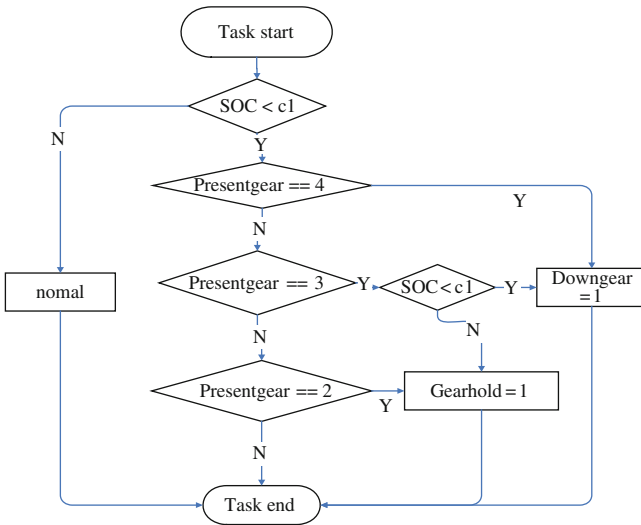 Task start
SOC < c1
N
Y
Presentgear == 4
Y
N
nomal
Presentgear == 3
Y
SOC < c1
Y
Downgear
= 1
N
N
Presentgear == 2
Y
Gearhold = 1
N
Task end